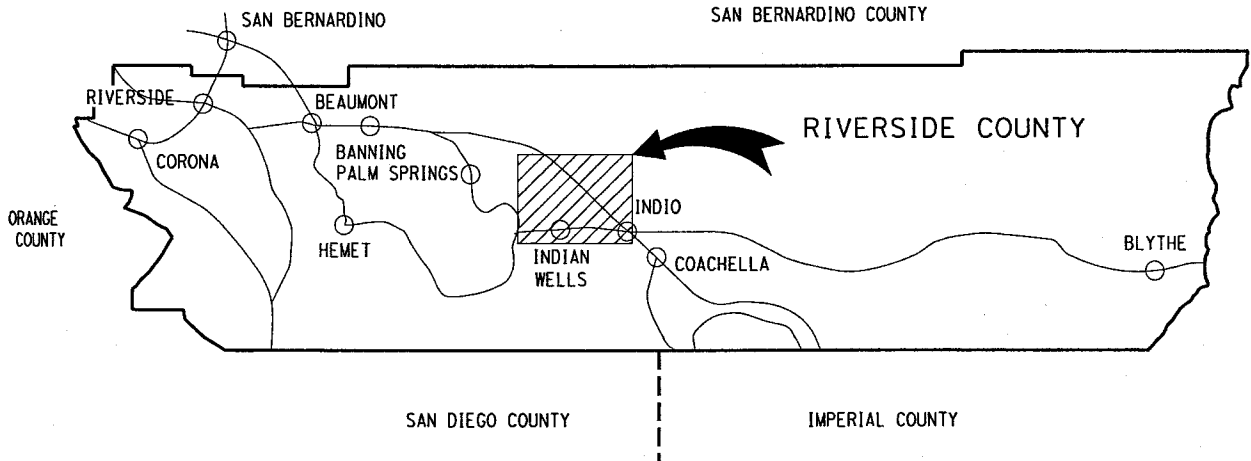 SAN BERNARDINO
SAN BERNARDINO COUNTY
RIVERSIDE
BEAUMONT
RIVERSIDE COUNTY
CORONA
BANNING
PALM SPRINGS
INDIO
ORANGE
COUNTY
HEMET
INDIAN
WELLS
COACHELLA
BLYTHE
SAN DIEGO COUNTY
IMPERIAL COUNTY